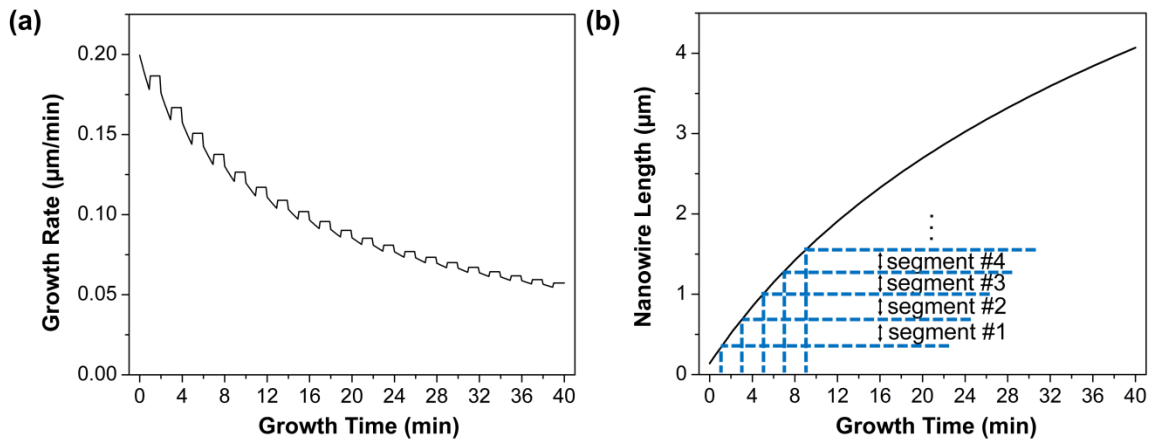 (a)
Growth Rate (µm/min)
0.20
0.15
0.10
0.05
0.00
0 4 8 12 16 20 24 28 32 36 40
Growth Time (min)
(b)
Nanowire Length (µm)
4
3
2
1
0
segment #4
segment #3
segment #2
segment #1
0 4 8 12 16 20 24 28 32 36 40
Growth Time (min)